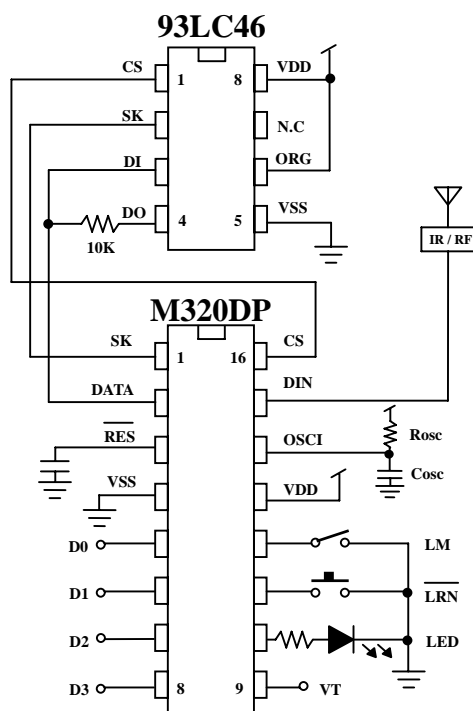 93LC46
CS 1 8 VDD
SK N.C
DI ORG
DO 4 5 VSS
10K
IR / RF
M320DP
SK 1 16 CS
DATA DIN
RES OSCI Rosc
Cosc
VSS VDD
D0 LM
D1 LRN
D2 LED
D3 8 9 VT